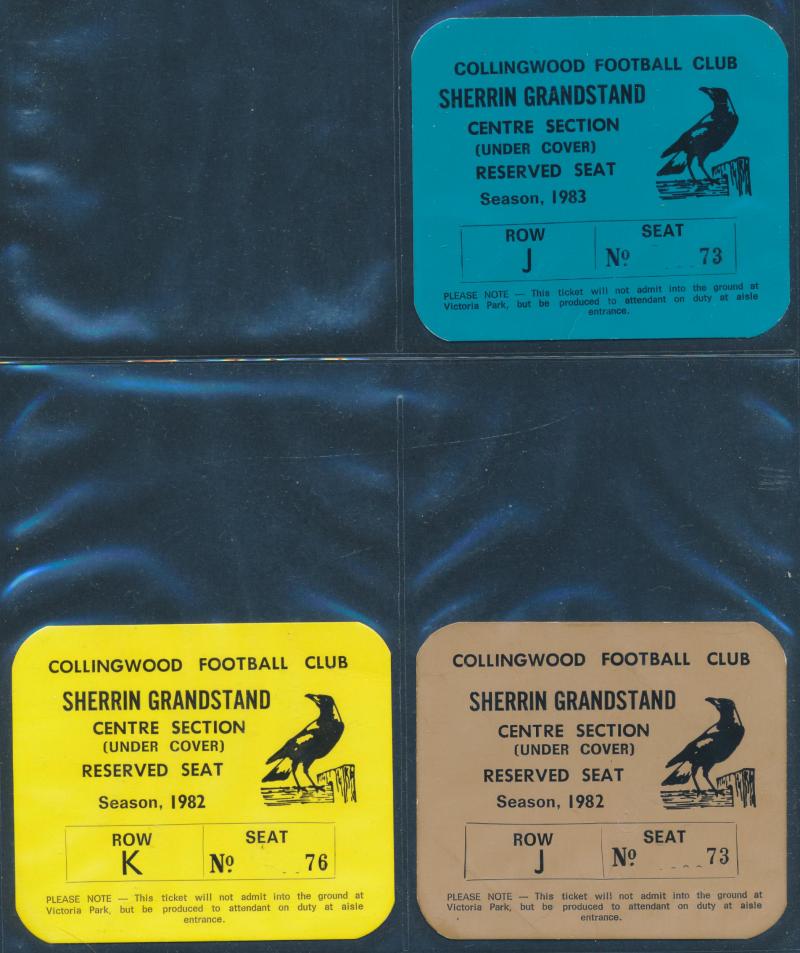 COLLINGWOOD FOOTBALL CLUB
SHERRIN GRANDSTAND
CENTRE SECTION
(UNDER COVER)
RESERVED SEAT
Season, 1983
ROW SEAT
J Nº 73
PLEASE NOTE — This ticket will not admit into the ground at
Victoria Park, but be produced to attendant on duty at aisle
entrance.
COLLINGWOOD FOOTBALL CLUB
SHERRIN GRANDSTAND
CENTRE SECTION
(UNDER COVER)
RESERVED SEAT
Season, 1982
ROW SEAT
K Nº 76
PLEASE NOTE — This ticket will not admit into the ground at
Victoria Park, but be produced to attendant on duty at aisle
entrance.
COLLINGWOOD FOOTBALL CLUB
SHERRIN GRANDSTAND
CENTRE SECTION
(UNDER COVER)
RESERVED SEAT
Season, 1982
ROW SEAT
J Nº 73
PLEASE NOTE — This ticket will not admit into the ground at
Victoria Park, but be produced to attendant on duty at aisle
entrance.